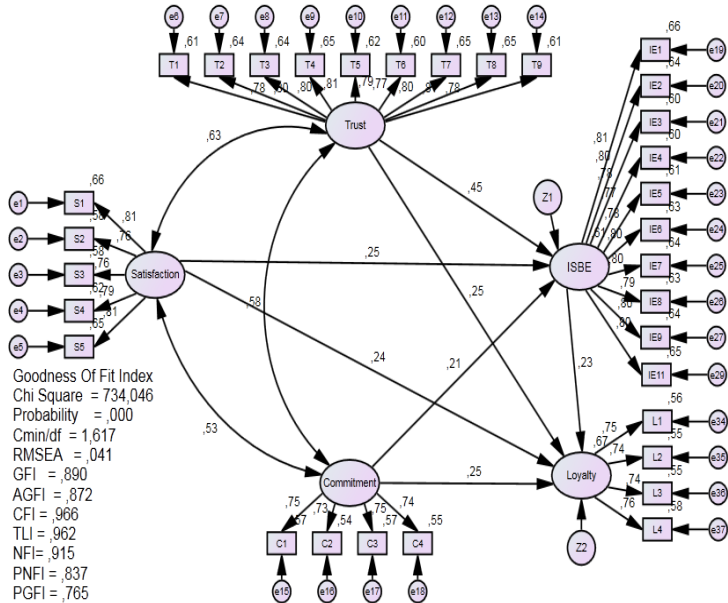 e6 e7 e8 e9 e10 e11 e12 e13 e14
,61 ,64 ,64 ,65 ,62 ,60 ,65 ,65 ,61
T1 T2 T3 T4 T5 T6 T7 T8 T9
,78 ,80 ,80 ,81 ,79 ,77 ,80 ,78
Trust
,66
IE1 e19
,64
IE2 e20
,60
IE3 e21
,60
IE4 e22
,61
IE5 e23
,63
IE6 e24
,64
IE7 e25
,63
IE8 e26
,64
IE9 e27
,65
IE11 e29
,81
,80
,78
,77
,78
,80
,80
,79
,80
,80
,61
Z1
ISBE
,63
,45
,25
,58
,25
,24
,21
,23
,53
,25
,66
e1 S1
,58
e2 S2
,58
e3 S3
,62
e4 S4
,65
e5 S5
,81
,76
,76
,79
,81
Satisfaction
Goodness Of Fit Index
Chi Square = 734,046
Probability = ,000
Cmin/df = 1,617
RMSEA = ,041
GFI = ,890
AGFI = ,872
CFI = ,966
TLI = ,962
NFI= ,915
PNFI = ,837
PGFI = ,765
Commitment
,75 ,73 ,75 ,74
,57 ,54 ,57 ,55
C1 C2 C3 C4
e15 e16 e17 e18
Loyalty
,67
Z2
,75
,74
,74
,76
,56
L1 e34
,55
L2 e35
,55
L3 e36
,58
L4 e37